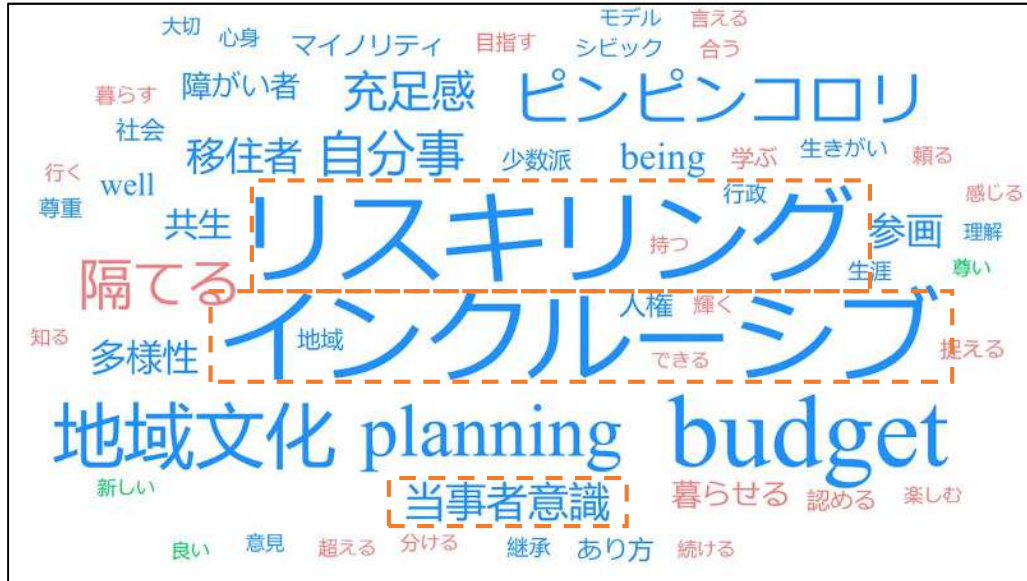 大切 心身 マイノリティ 目指す モデル 言える
シビック 合う
暮らす 障がい者 充足感 ピンピンコロリ
社会 移住者 自分事 少数派 being 学ぶ 生きがい 頼る
行く well 行政 感じる
尊重 共生 リスキリング 参画 理解
持つ
隔てる 生涯 尊い
人権 輝く
知る 多様性 地域 インクルーシブ できる 捉える
地域文化 planning budget
新しい 当事者意識 暮らせる 認める 楽しむ
良い 意見 超える 分ける 継承 あり方 続ける